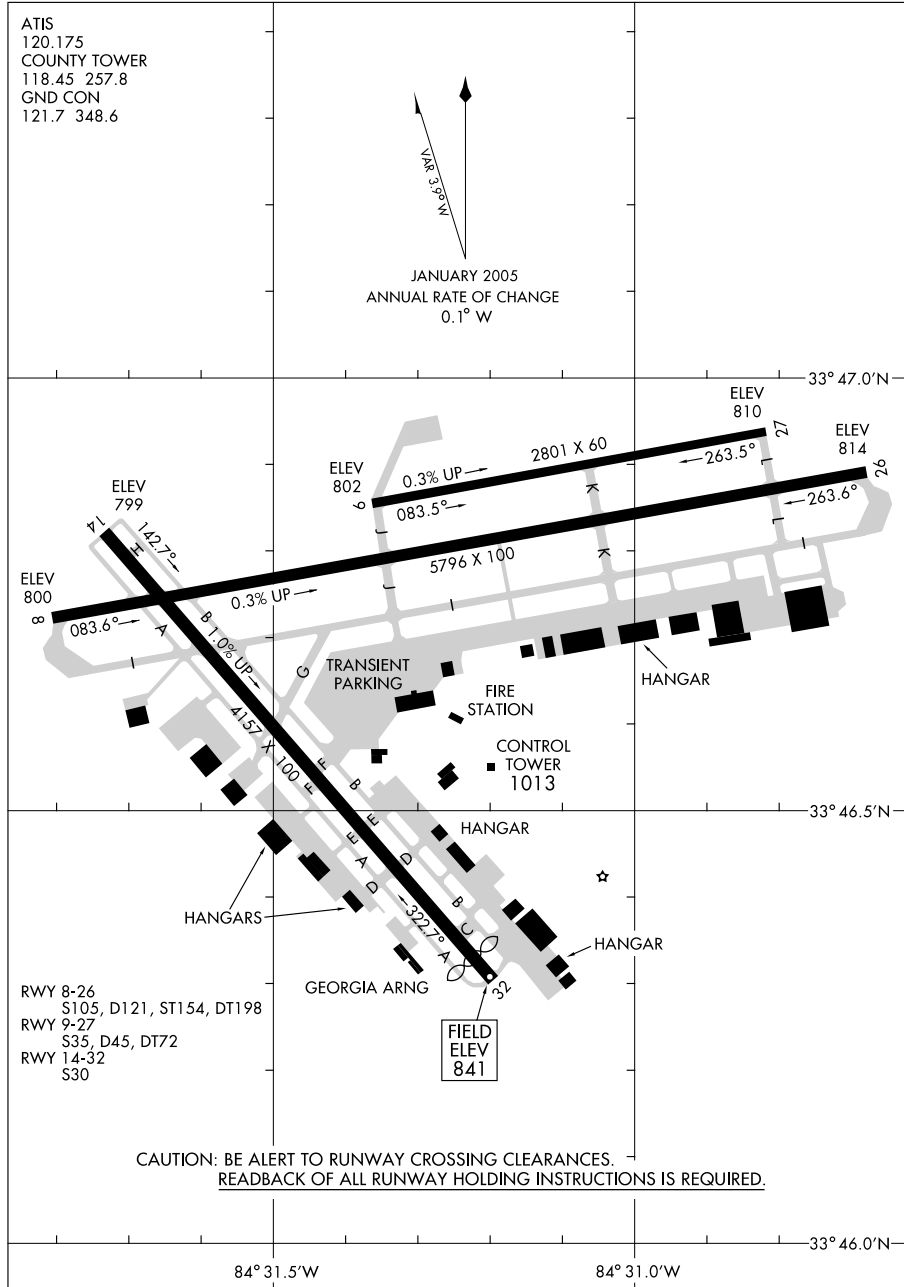 ATIS
120.175
COUNTY TOWER
118.45 257.8
GND CON
121.7 348.6
VAR 3.9° W
JANUARY 2005
ANNUAL RATE OF CHANGE
0.1° W
33° 47.0'N
ELEV
810
27
ELEV
814
26
2801 X 60
263.5°
L
ELEV
802
0.3% UP
9
083.5°
K
263.6°
ELEV
799
14
142.7°
H
J
L
5796 X 100
K
I
ELEV
800
8
0.3% UP
J
083.6°
A
B
I
1.0% UP
I
G
TRANSIENT
PARKING
HANGAR
FIRE
STATION
4157 X 100
CONTROL
TOWER
1013
F
F
B
33° 46.5'N
E
E
HANGAR
A
D
D
B
C
HANGARS
322.7°
A
HANGAR
GEORGIA ARNG
32
RWY 8-26
S105, D121, ST154, DT198
RWY 9-27
S35, D45, DT72
RWY 14-32
S30
FIELD
ELEV
841
CAUTION: BE ALERT TO RUNWAY CROSSING CLEARANCES.
READBACK OF ALL RUNWAY HOLDING INSTRUCTIONS IS REQUIRED.
33° 46.0'N
84° 31.5'W
84° 31.0'W